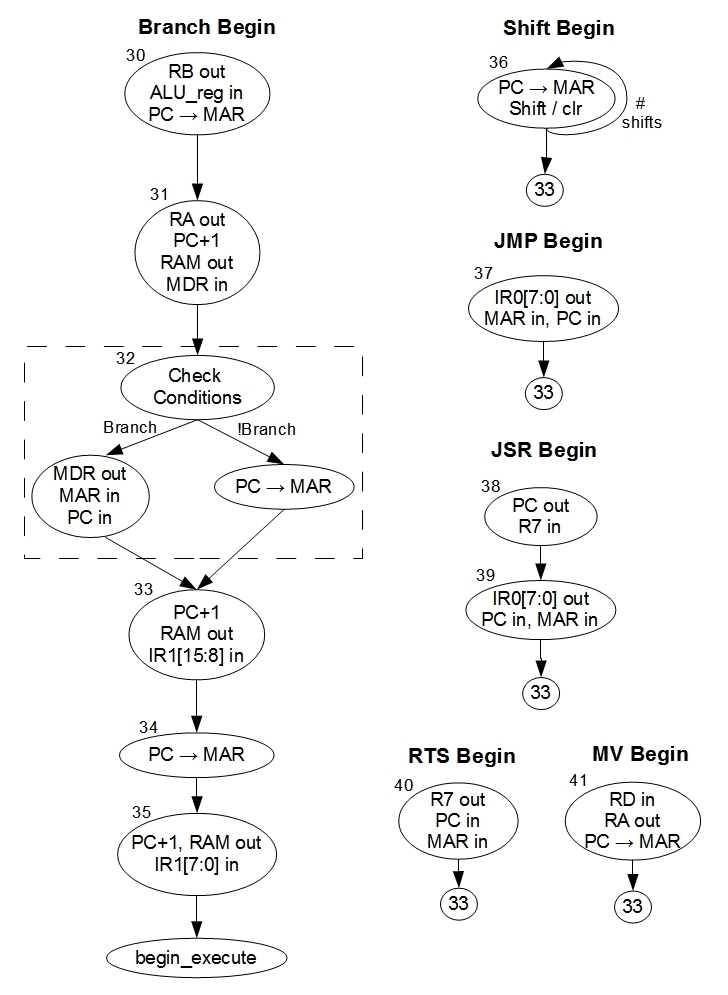 Branch Begin
30
RB out
ALU_reg in
PC → MAR
31
RA out
PC+1
RAM out
MDR in
32
Check
Conditions
Branch
!Branch
MDR out
MAR in
PC in
PC → MAR
33
PC+1
RAM out
IR1[15:8] in
34
PC → MAR
35
PC+1, RAM out
IR1[7:0] in
begin_execute
Shift Begin
36
PC → MAR
Shift / clr
#
shifts
33
JMP Begin
37
IR0[7:0] out
MAR in, PC in
33
JSR Begin
38
PC out
R7 in
39
IR0[7:0] out
PC in, MAR in
33
RTS Begin
40
R7 out
PC in
MAR in
33
MV Begin
41
RD in
RA out
PC → MAR
33